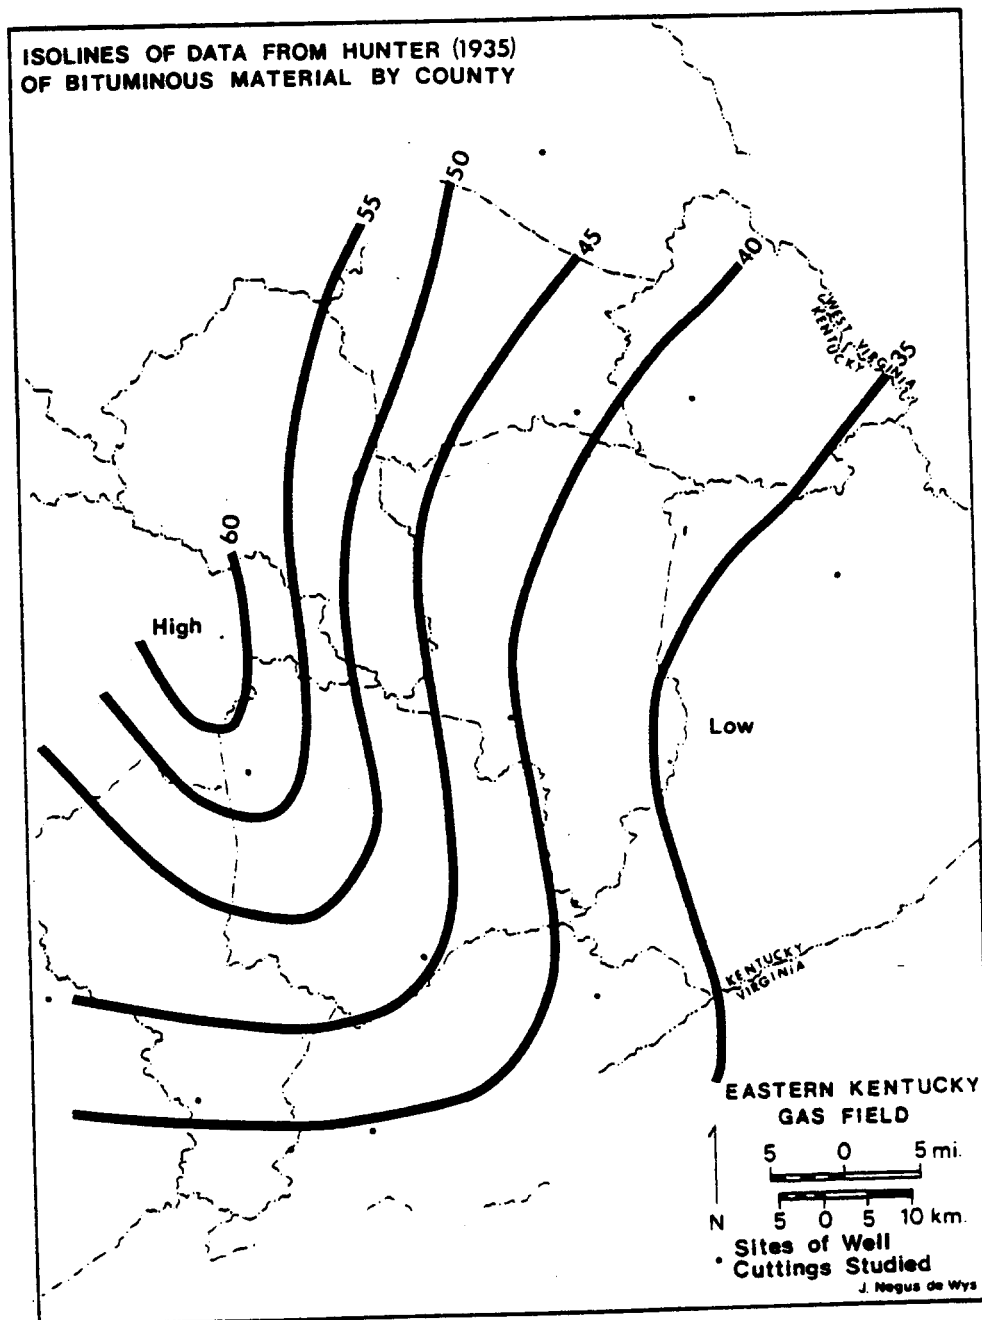 ISOLINES OF DATA FROM HUNTER (1935)
OF BITUMINOUS MATERIAL BY COUNTY
50
55
45
40
WEST VIRGINIA
KENTUCKY
35
60
High
Low
KENTUCKY
VIRGINIA
EASTERN KENTUCKY
GAS FIELD
5 0 5 mi.
N
5 0 5 10 km.
Sites of Well
Cuttings Studied
J. Negus de Wys